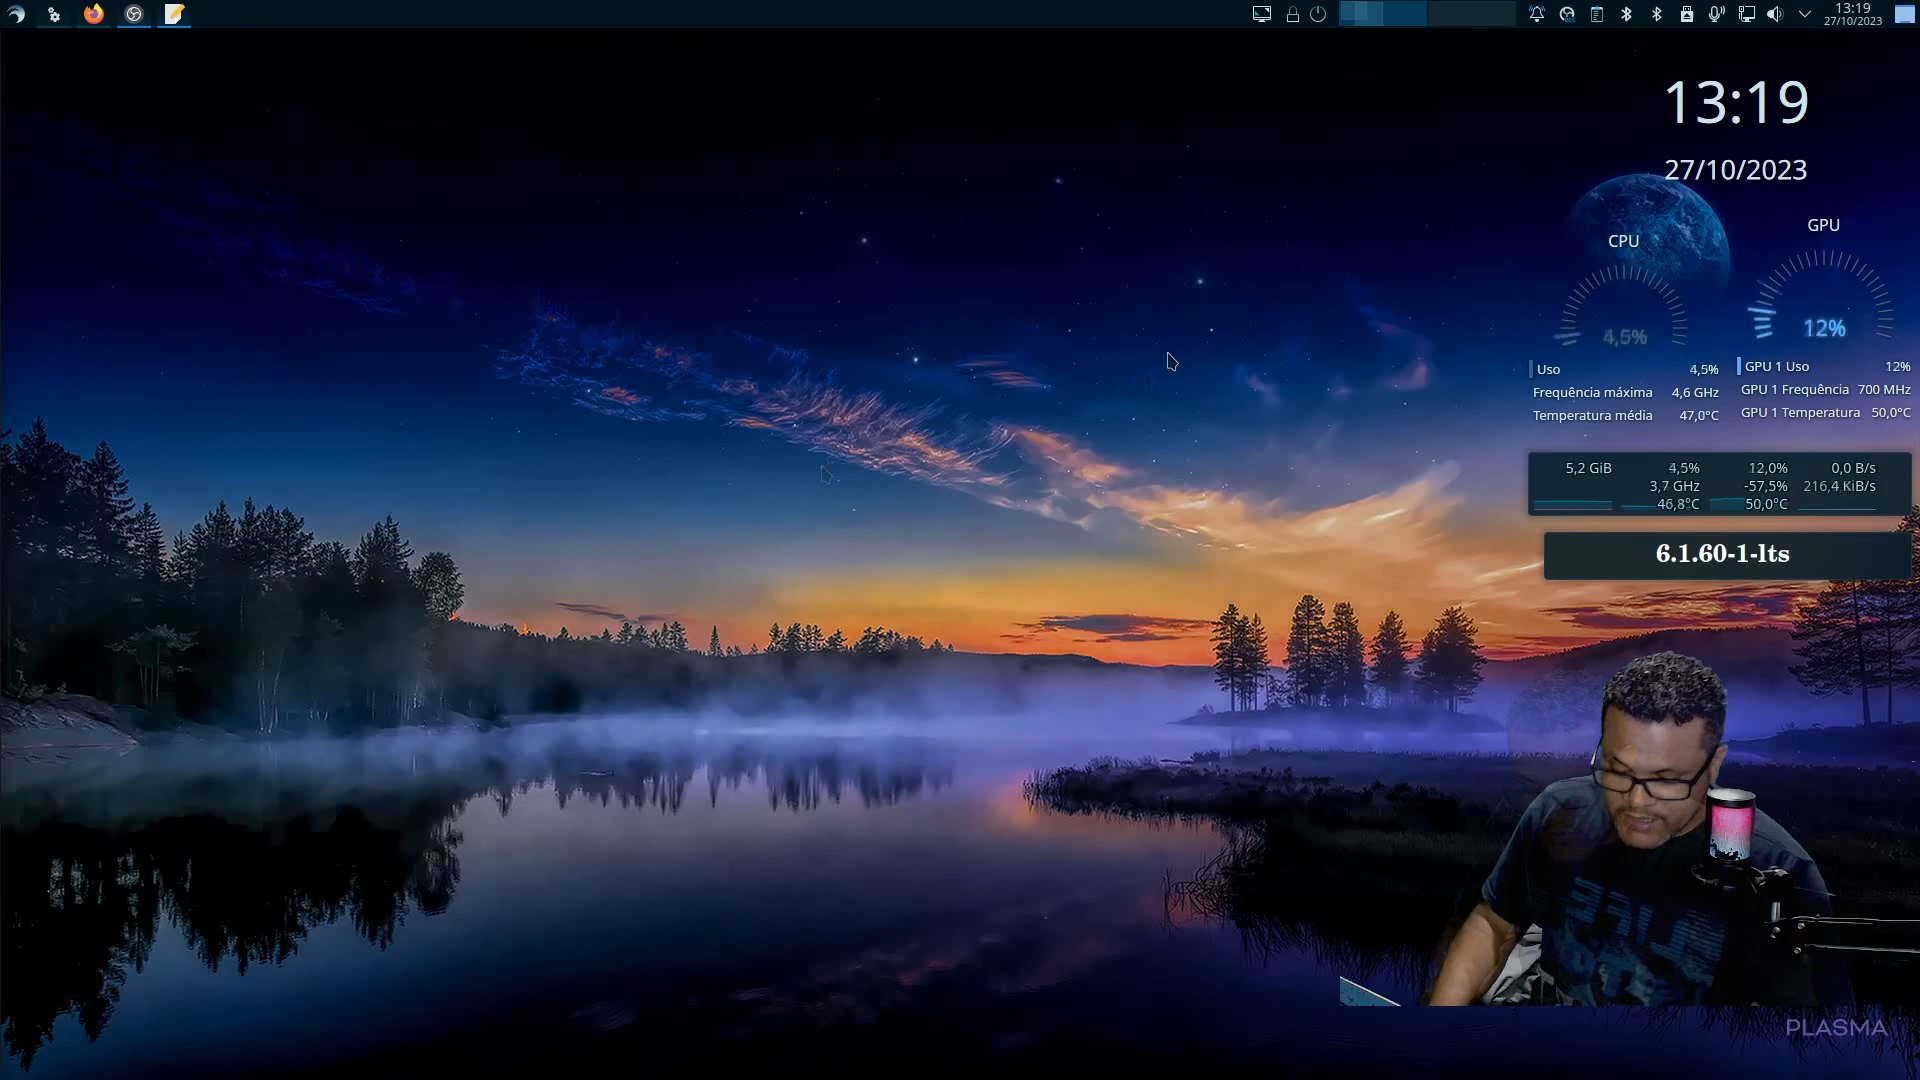 13:19
27/10/2023
13:19
27/10/2023
CPU
4,5%
Uso 4,5%
Frequência máxima 4,6 GHz
Temperatura média 47,0°C
GPU
12%
GPU 1 Uso 12%
GPU 1 Frequência 700 MHz
GPU 1 Temperatura 50,0°C
5,2 GiB 4,5% 12,0% 0,0 B/s
3,7 GHz -57,5% 216,4 KiB/s
46,8°C 50,0°C
6.1.60-1-lts
PLASMA